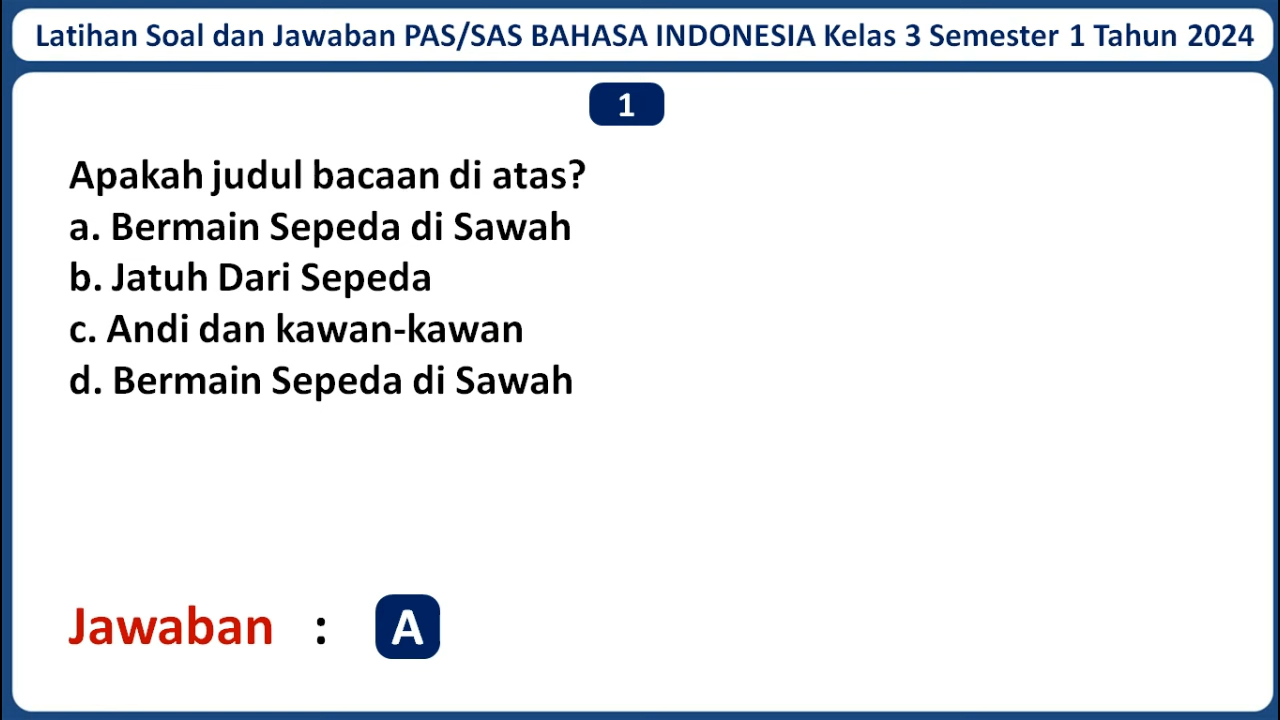 Latihan Soal dan Jawaban PAS/SAS BAHASA INDONESIA Kelas 3 Semester 1 Tahun 2024
1
Apakah judul bacaan di atas?
a. Bermain Sepeda di Sawah
b. Jatuh Dari Sepeda
c. Andi dan kawan-kawan
d. Bermain Sepeda di Sawah
Jawaban : A